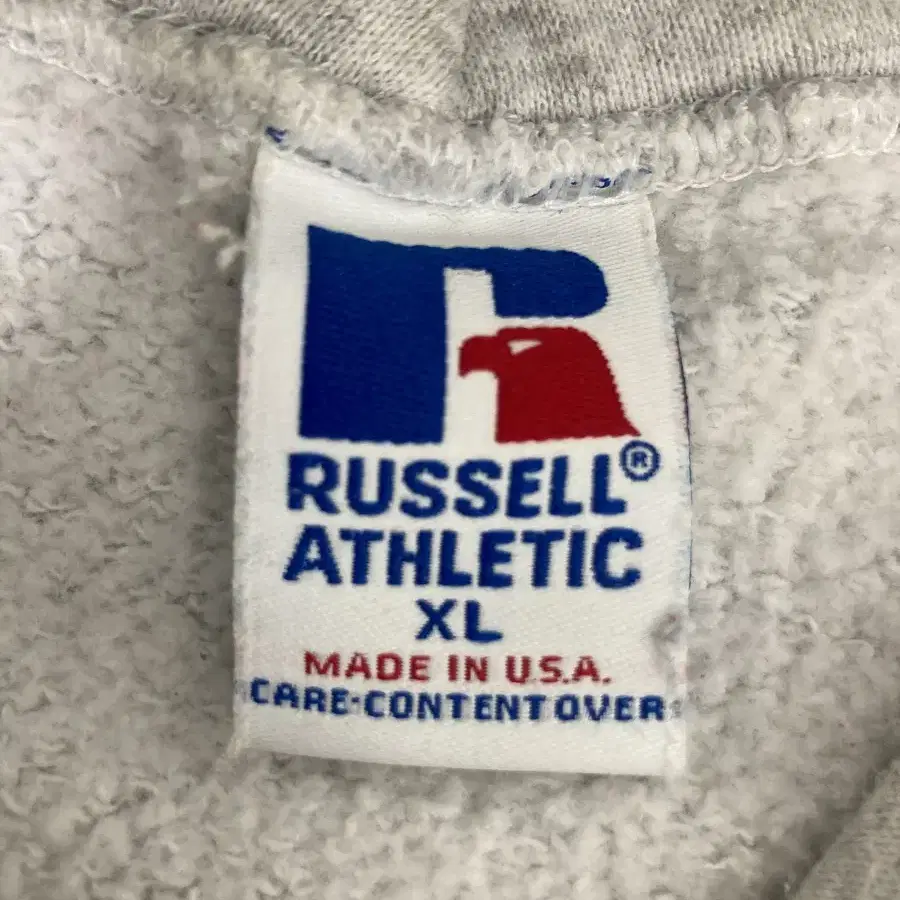 RUSSELL®
ATHLETIC
XL
MADE IN U.S.A.
CARE-CONTENT OVER